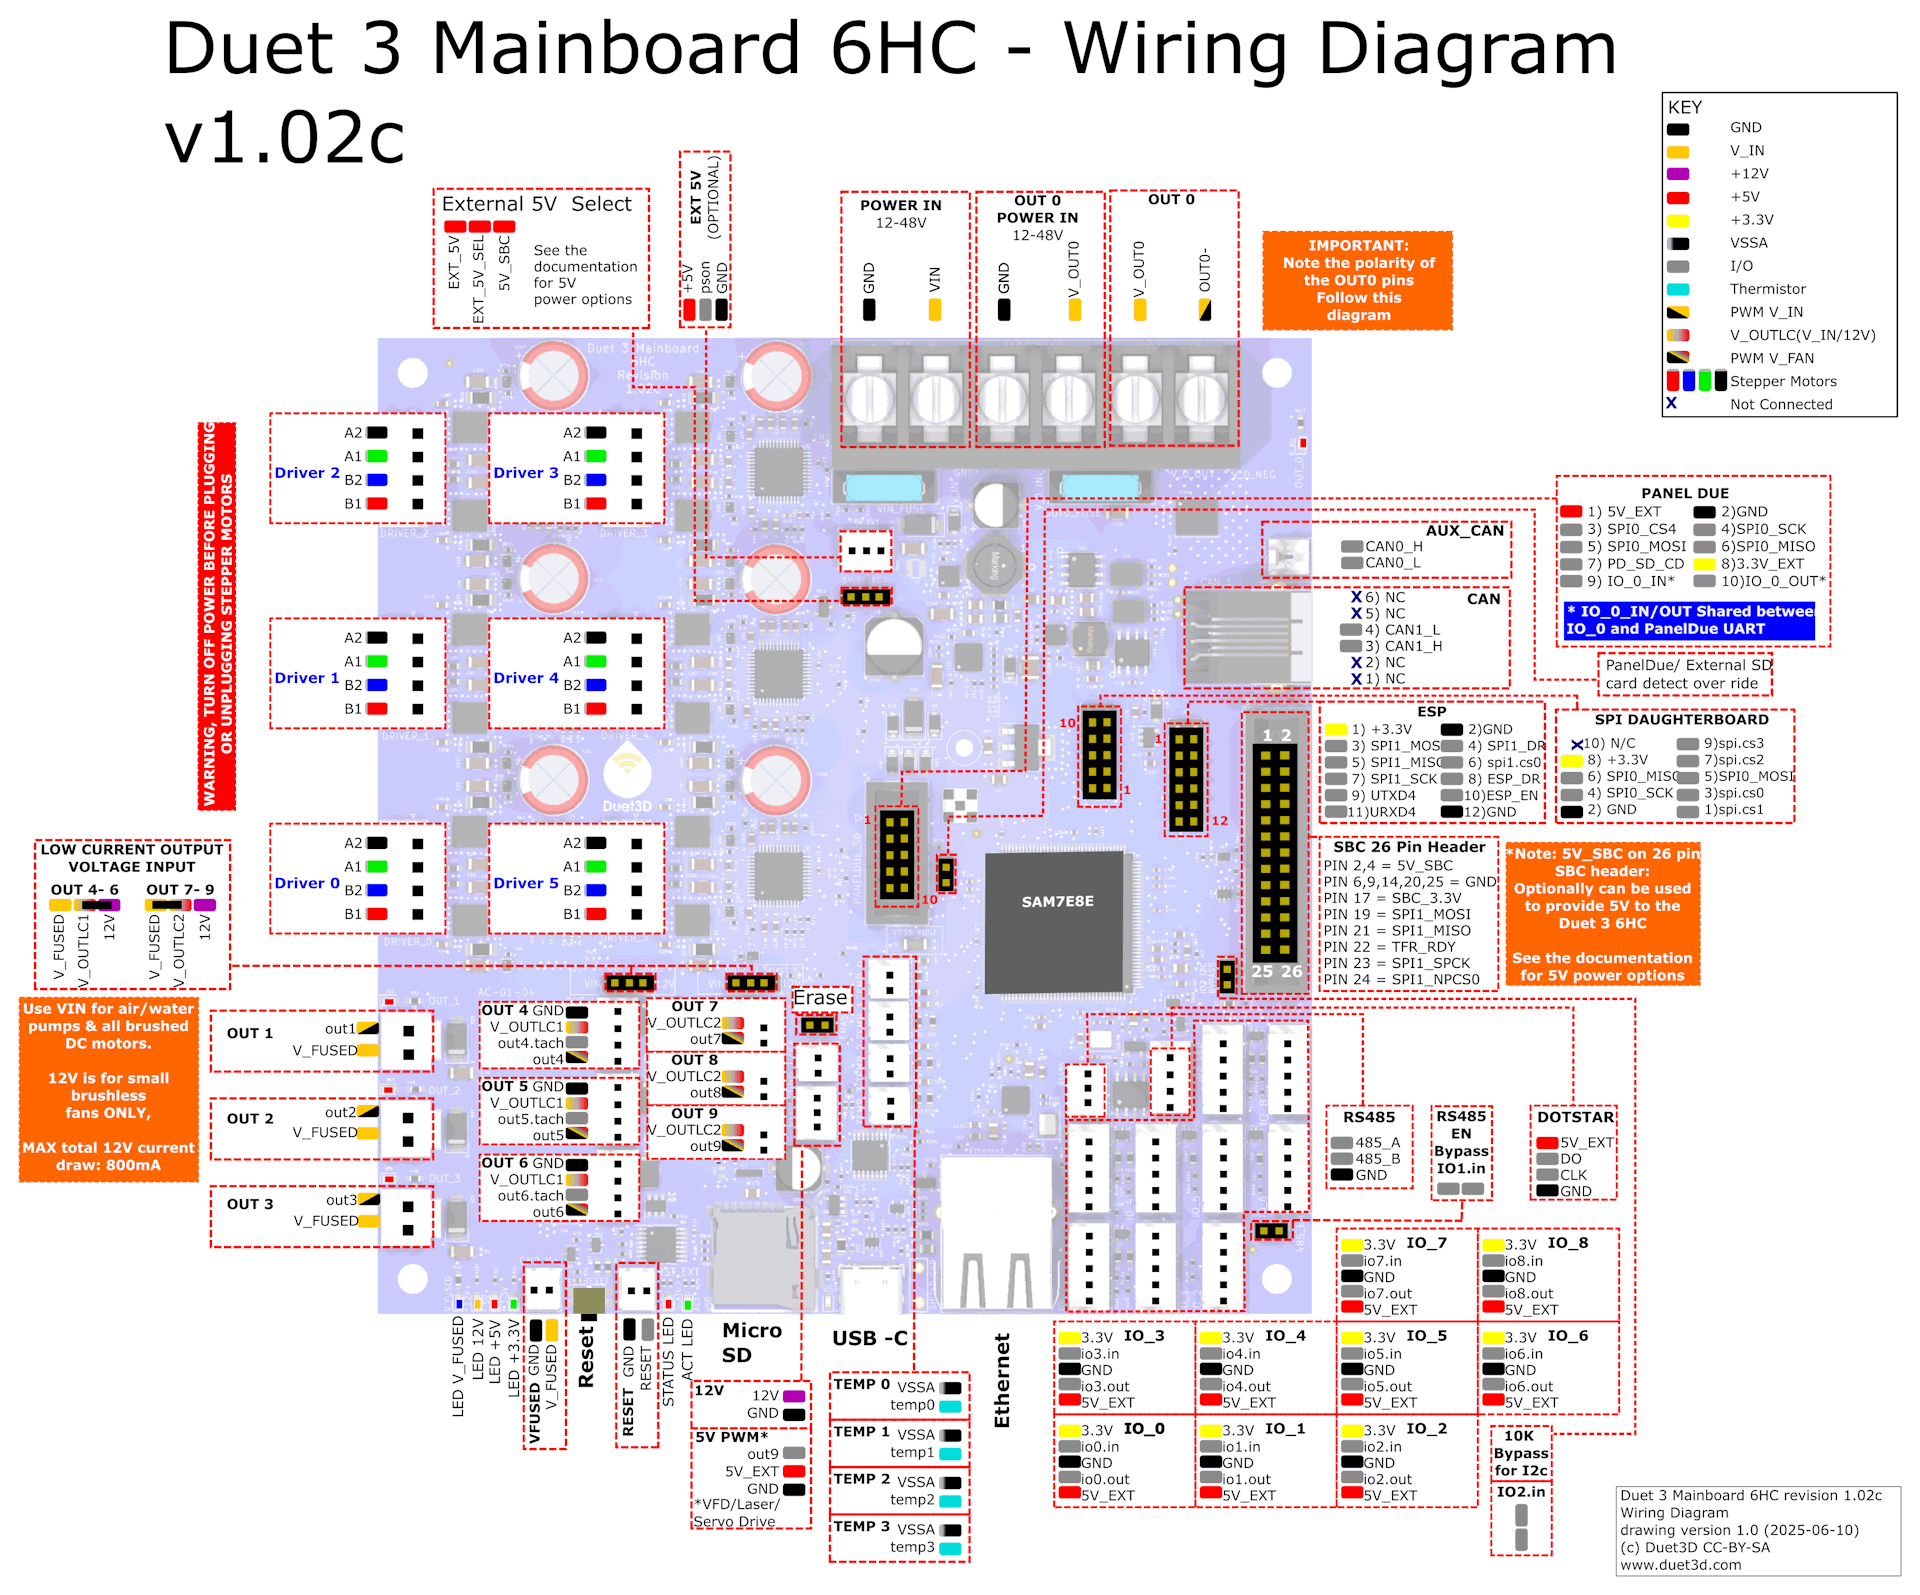 Duet 3 Mainboard 6HC - Wiring Diagram
v1.02c
KEY
GND
V_IN
+12V
+5V
+3.3V
VSSA
I/O
Thermistor
PWM V_IN
V_OUTLC(V_IN/12V)
PWM V_FAN
Stepper Motors
X Not Connected
External 5V Select
EXT_5V
EXT_5V_SEL
5V_SBC
See the
documentation
for 5V
power options
EXT 5V
(OPTIONAL)
+5V
pson
GND
POWER IN
12-48V
GND
VIN
OUT 0
POWER IN
12-48V
GND
V_OUT0
OUT 0
V_OUT0
OUT0-
IMPORTANT:
Note the polarity of
the OUT0 pins
Follow this
diagram
Duet 3 Mainboard
6HC
Revision
1.02c
WARNING, TURN OFF POWER BEFORE PLUGGING
OR UNPLUGGING STEPPER MOTORS
Driver 2
A2
A1
B2
B1
DRIVER_2
Driver 3
A2
A1
B2
B1
DRIVER_3
Driver 1
A2
A1
B2
B1
DRIVER_1
Driver 4
A2
A1
B2
B1
DRIVER_4
Driver 0
A2
A1
B2
B1
DRIVER_0
Driver 5
A2
A1
B2
B1
DRIVER_5
Duet3D
PANEL DUE
1) 5V_EXT 2)GND
3) SPI0_CS4 4)SPI0_SCK
5) SPI0_MOSI 6)SPI0_MISO
7) PD_SD_CD 8)3.3V_EXT
9) IO_0_IN* 10)IO_0_OUT*
* IO_0_IN/OUT Shared betwee
IO_0 and PanelDue UART
PanelDue/ External SD
card detect over ride
AUX_CAN
CAN0_H
CAN0_L
CAN
X 6) NC
X 5) NC
4) CAN1_L
3) CAN1_H
X 2) NC
X 1) NC
ESP
1) +3.3V 2)GND
3) SPI1_MOS 4) SPI1_DR
5) SPI1_MISC 6) spi1.cs0
7) SPI1_SCK 8) ESP_DR
9) UTXD4 10)ESP_EN
11)URXD4 12)GND
SPI DAUGHTERBOARD
X10) N/C 9)spi.cs3
8) +3.3V 7)spi.cs2
6) SPI0_MISC 5)SPI0_MOSI
4) SPI0_SCK 3)spi.cs0
2) GND 1)spi.cs1
10
1
1
12
1
10
1 2
25 26
SAM7E8E
SBC 26 Pin Header
PIN 2,4 = 5V_SBC
PIN 6,9,14,20,25 = GND
PIN 17 = SBC_3.3V
PIN 19 = SPI1_MOSI
PIN 21 = SPI1_MISO
PIN 22 = TFR_RDY
PIN 23 = SPI1_SPCK
PIN 24 = SPI1_NPCS0
*Note: 5V_SBC on 26 pin
SBC header:
Optionally can be used
to provide 5V to the
Duet 3 6HC
See the documentation
for 5V power options
LOW CURRENT OUTPUT
VOLTAGE INPUT
OUT 4- 6
V_FUSED
V_OUTLC1
12V
OUT 7- 9
V_FUSED
V_OUTLC2
12V
Use VIN for air/water
pumps & all brushed
DC motors.
12V is for small
brushless
fans ONLY,
MAX total 12V current
draw: 800mA
OUT 1
out1
V_FUSED
OUT_1
OUT 2
out2
V_FUSED
OUT_2
OUT 3
out3
V_FUSED
OUT_3
OUT 4 GND
V_OUTLC1
out4.tach
out4
OUT 5 GND
V_OUTLC1
out5.tach
out5
OUT 6 GND
V_OUTLC1
out6.tach
out6
OUT 7
V_OUTLC2
out7
OUT 8
V_OUTLC2
out8
OUT 9
V_OUTLC2
out9
Erase
RS485
485_A
485_B
GND
RS485
EN
Bypass
IO1.in
DOTSTAR
5V_EXT
DO
CLK
GND
LED V_FUSED
LED 12V
LED +5V
LED +3.3V
VFUSED
GND
V_FUSED
Reset
RESET
GND
RESET
STATUS LED
ACT LED
Micro
SD
USB -C
Ethernet
12V
12V
GND
5V PWM*
out9
5V_EXT
GND
*VFD/Laser/
Servo Drive
TEMP 0 VSSA
temp0
TEMP 1 VSSA
temp1
TEMP 2 VSSA
temp2
TEMP 3 VSSA
temp3
3.3V IO_7
io7.in
GND
io7.out
5V_EXT
3.3V IO_8
io8.in
GND
io8.out
5V_EXT
3.3V IO_3
io3.in
GND
io3.out
5V_EXT
3.3V IO_4
io4.in
GND
io4.out
5V_EXT
3.3V IO_5
io5.in
GND
io5.out
5V_EXT
3.3V IO_6
io6.in
GND
io6.out
5V_EXT
3.3V IO_0
io0.in
GND
io0.out
5V_EXT
3.3V IO_1
io1.in
GND
io1.out
5V_EXT
3.3V IO_2
io2.in
GND
io2.out
5V_EXT
10K
Bypass
for I2c
IO2.in
Duet 3 Mainboard 6HC revision 1.02c
Wiring Diagram
drawing version 1.0 (2025-06-10)
(c) Duet3D CC-BY-SA
www.duet3d.com